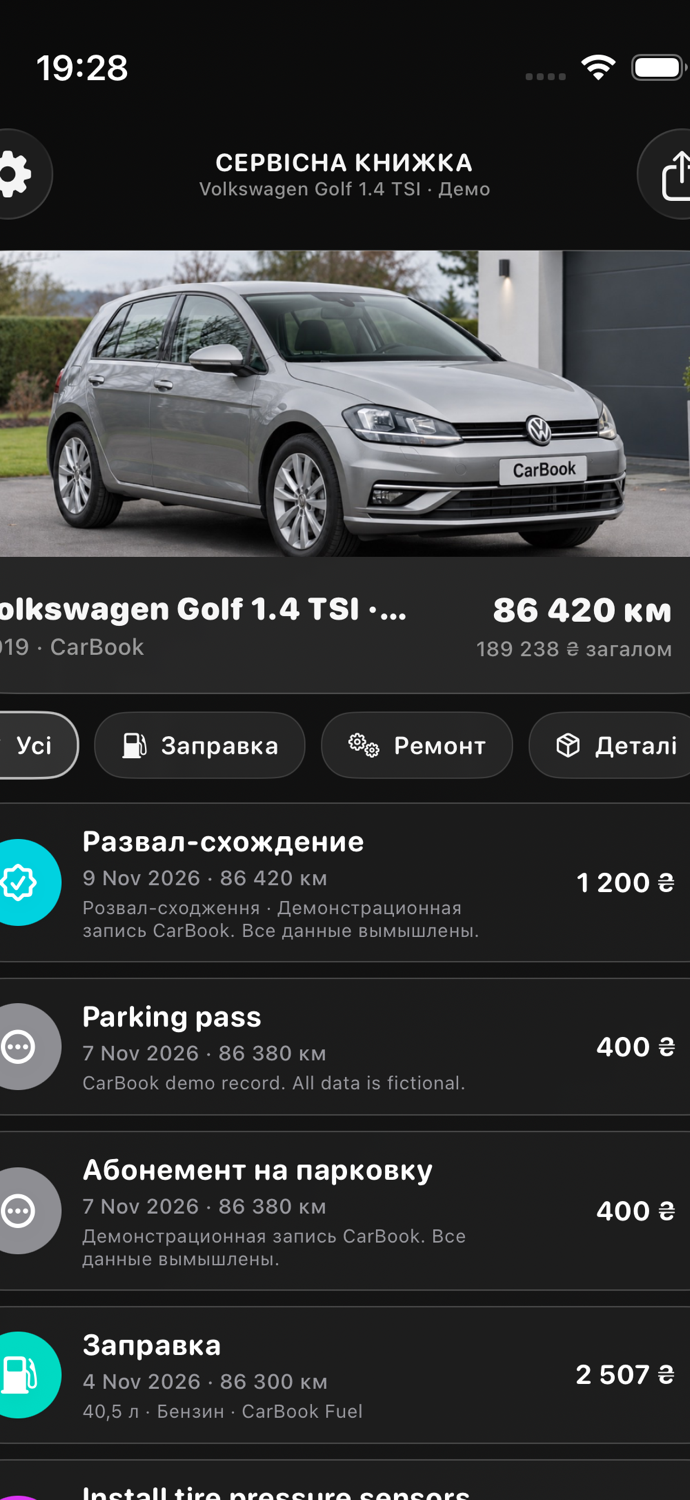 19:28
СЕРВІСНА КНИЖКА
Volkswagen Golf 1.4 TSI · Демо
CarBook
olkswagen Golf 1.4 TSI ·...
86 420 км
019 · CarBook
189 238 ₴ загалом
Усі
Заправка
Ремонт
Деталі
Развал-схождение
9 Nov 2026 · 86 420 км
Розвал-сходження · Демонстрационная
запись CarBook. Все данные вымышлены.
1 200 ₴
Parking pass
7 Nov 2026 · 86 380 км
CarBook demo record. All data is fictional.
400 ₴
Абонемент на парковку
7 Nov 2026 · 86 380 км
Демонстрационная запись CarBook. Все
данные вымышлены.
400 ₴
Заправка
4 Nov 2026 · 86 300 км
40,5 л · Бензин · CarBook Fuel
2 507 ₴
Install tire pressure sensors